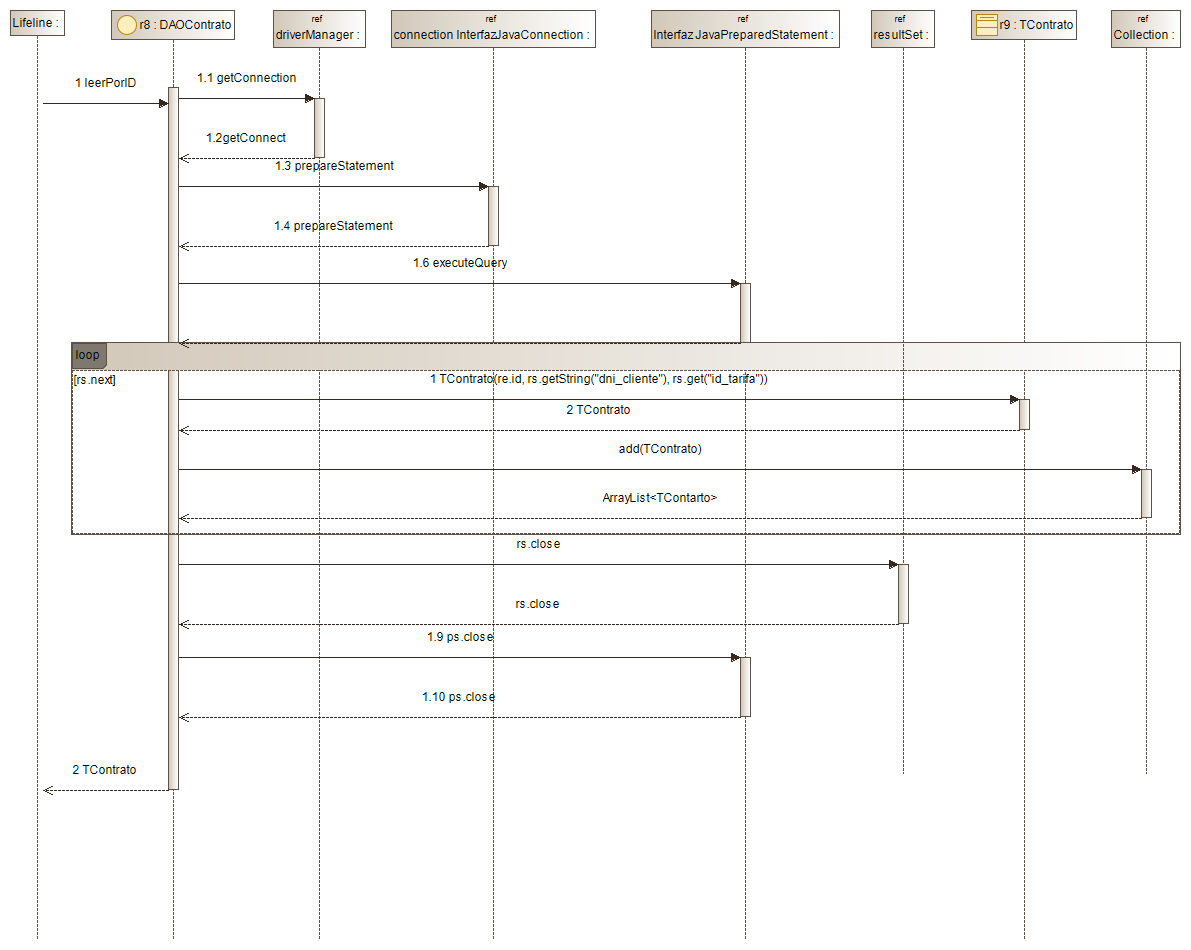 Lifeline :
r8 : DAOContrato
ref
driverManager :
ref
connection InterfazJavaConnection :
ref
Interfaz JavaPreparedStatement :
ref
resultSet :
r9 : TContrato
ref
Collection :
1 leerPorID
1.1 getConnection
1.2getConnect
1.3 prepareStatement
1.4 prepareStatement
1.6 executeQuery
loop
[rs.next]
1 TContrato(re.id, rs.getString("dni_cliente"), rs.get("id_tarifa"))
2 TContrato
add(TContrato)
ArrayList<TContarto>
rs.close
rs.close
1.9 ps.close
1.10 ps.close
2 TContrato